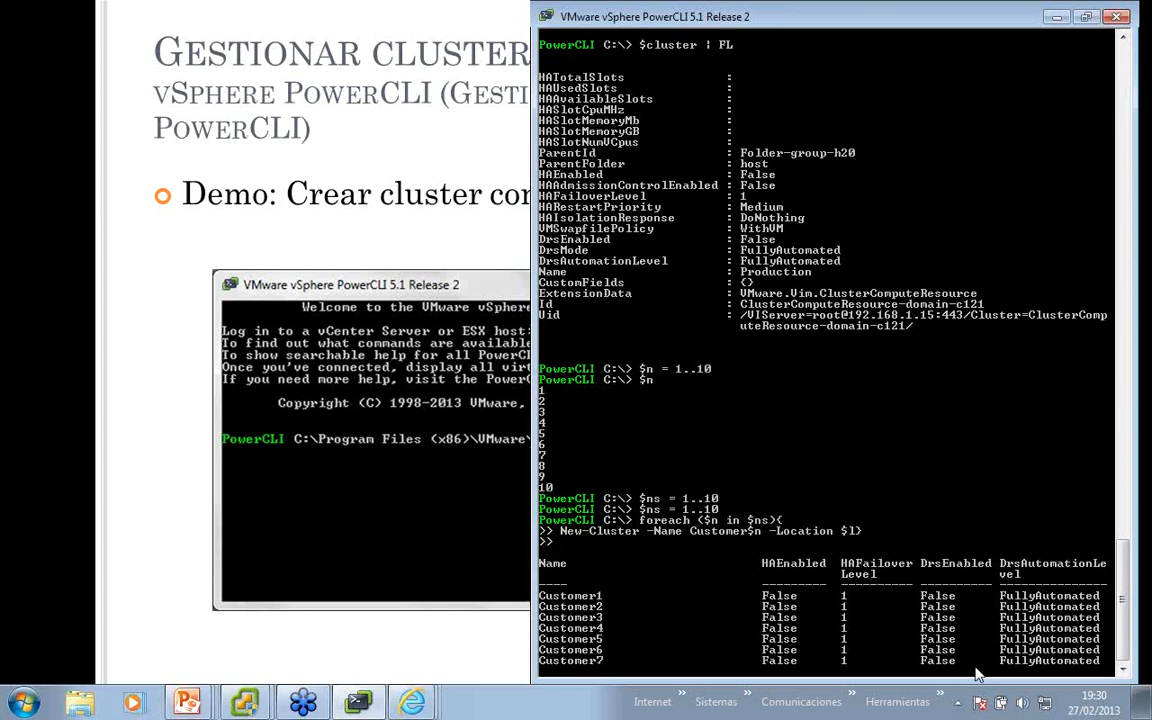 GESTIONAR CLUSTER
VSPHERE POWERCLI (GESTI
POWERCLI)
Demo: Crear cluster co
VMware vSphere PowerCLI 5.1 Release 2
Welcome to the VMware vSphere
Log in to a vCenter Server or ESX host:
To find out what commands are available
To show searchable help for all PowerC
Once you've connected, display all virt
If you need more help, visit the Power
Copyright (C) 1998-2013 VMware,
PowerCLI C:\Program Files (x86)\VMware\
VMware vSphere PowerCLI 5.1 Release 2
PowerCLI C:\> $cluster | FL
HATotalSlots :
HAUsedSlots :
HAAvailableSlots :
HASlotCpuMHz :
HASlotMemoryMb :
HASlotMemoryGB :
HASlotNumVCpus :
ParentId : Folder-group-h20
ParentFolder : host
HAEnabled : False
HAAdmissionControlEnabled : False
HAFailoverLevel : 1
HARestartPriority : Medium
HAIsolationResponse : DoNothing
VMSwapfilePolicy : WithVM
DrsEnabled : False
DrsMode : FullyAutomated
DrsAutomationLevel : FullyAutomated
Name : Production
CustomFields : {}
ExtensionData : VMware.Vim.ClusterComputeResource
Id : ClusterComputeResource-domain-c121
Uid : /VIServer=root@192.168.1.15:443/Cluster=ClusterComp
uteResource-domain-c121/
PowerCLI C:\> $n = 1..10
PowerCLI C:\> $n
1
2
3
4
5
6
7
8
9
10
PowerCLI C:\> $ns = 1..10
PowerCLI C:\> $ns = 1..10
PowerCLI C:\> foreach ($n in $ns){
>> New-Cluster -Name Customer$n -Location $l}
>>
Name HAEnabled HAFailover DrsEnabled DrsAutomationLe
Level vel
---- --------- ---------- ---------- ---------------
Customer1 False 1 False FullyAutomated
Customer2 False 1 False FullyAutomated
Customer3 False 1 False FullyAutomated
Customer4 False 1 False FullyAutomated
Customer5 False 1 False FullyAutomated
Customer6 False 1 False FullyAutomated
Customer7 False 1 False FullyAutomated
Internet » Sistemas » Comunicaciones » Herramientas »
19:30
27/02/2013